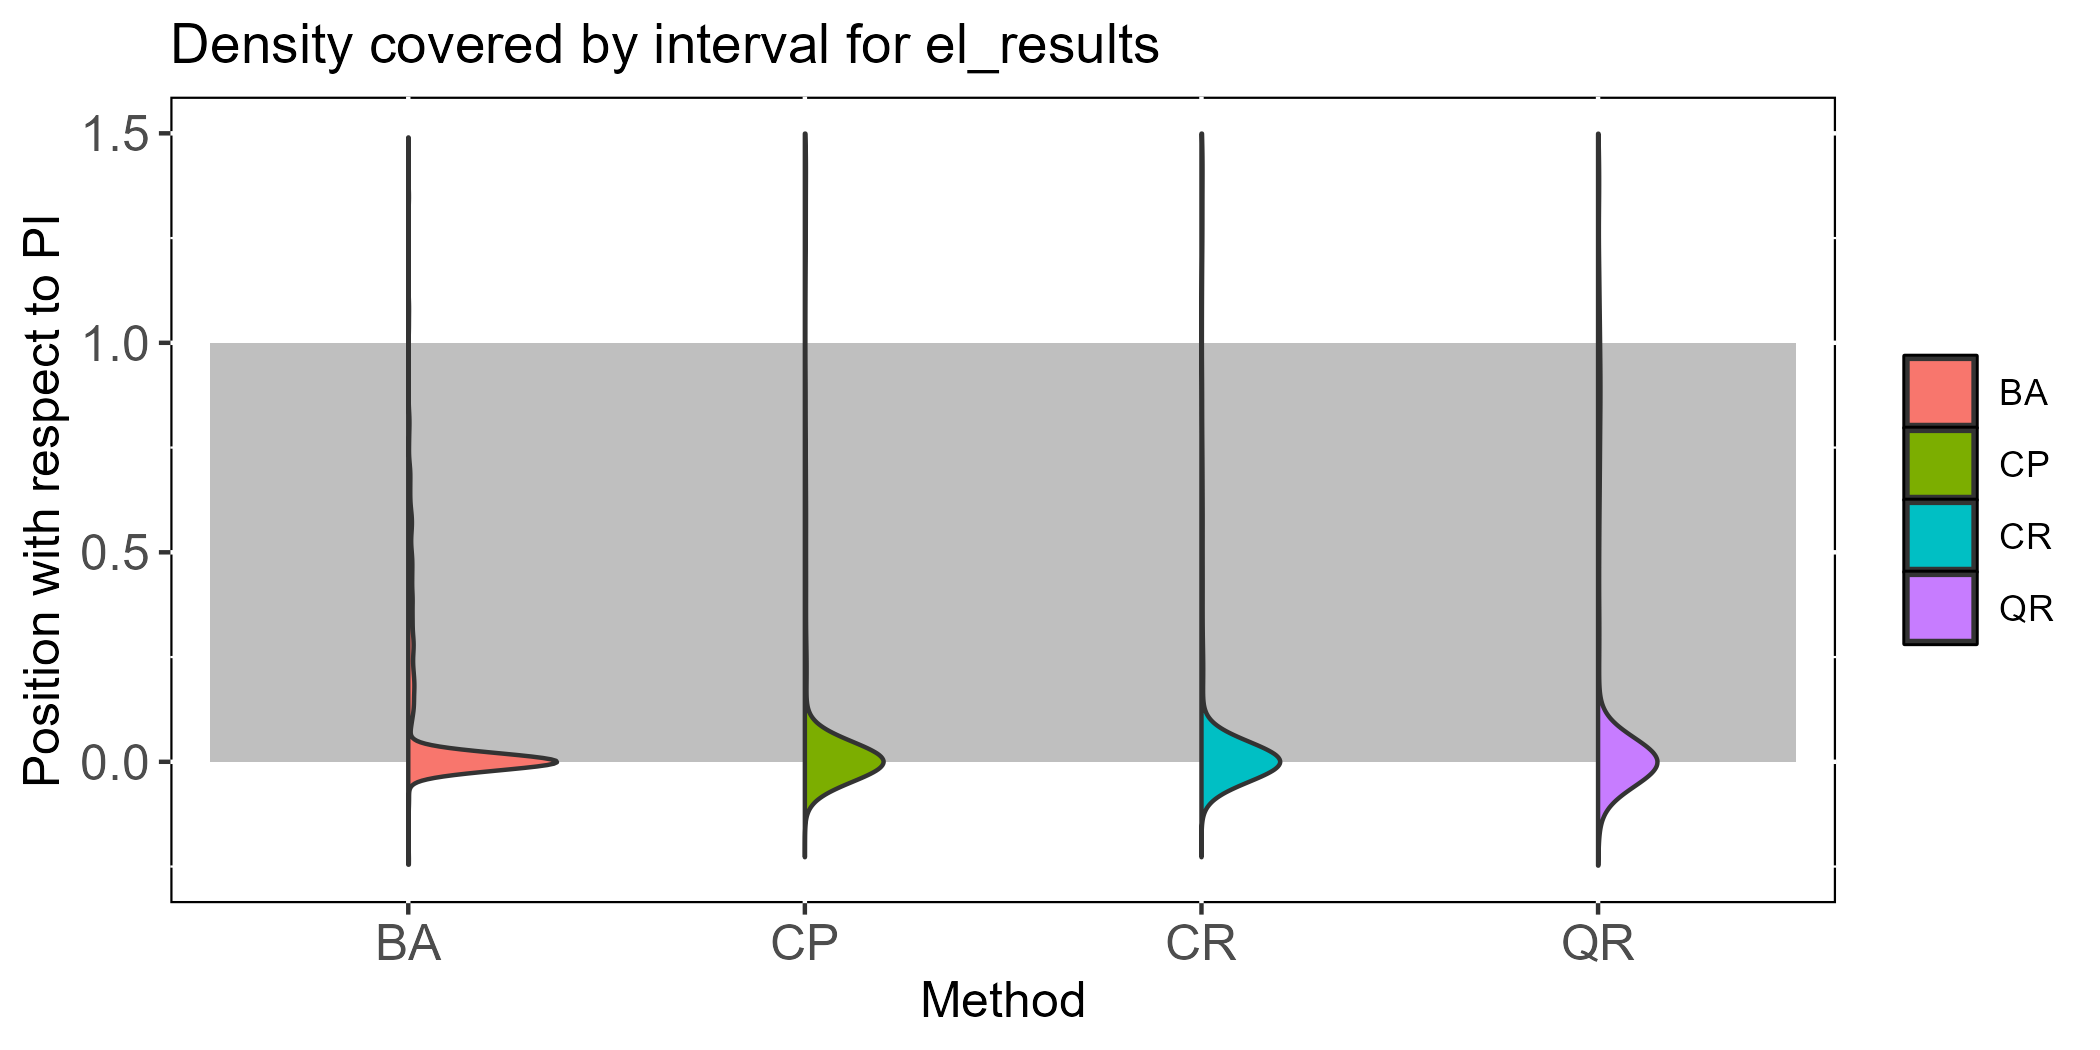 Density covered by interval for el_results
Position with respect to PI
1.5
1.0
0.5
0.0
BA
CP
CR
QR
Method
BA
CP
CR
QR